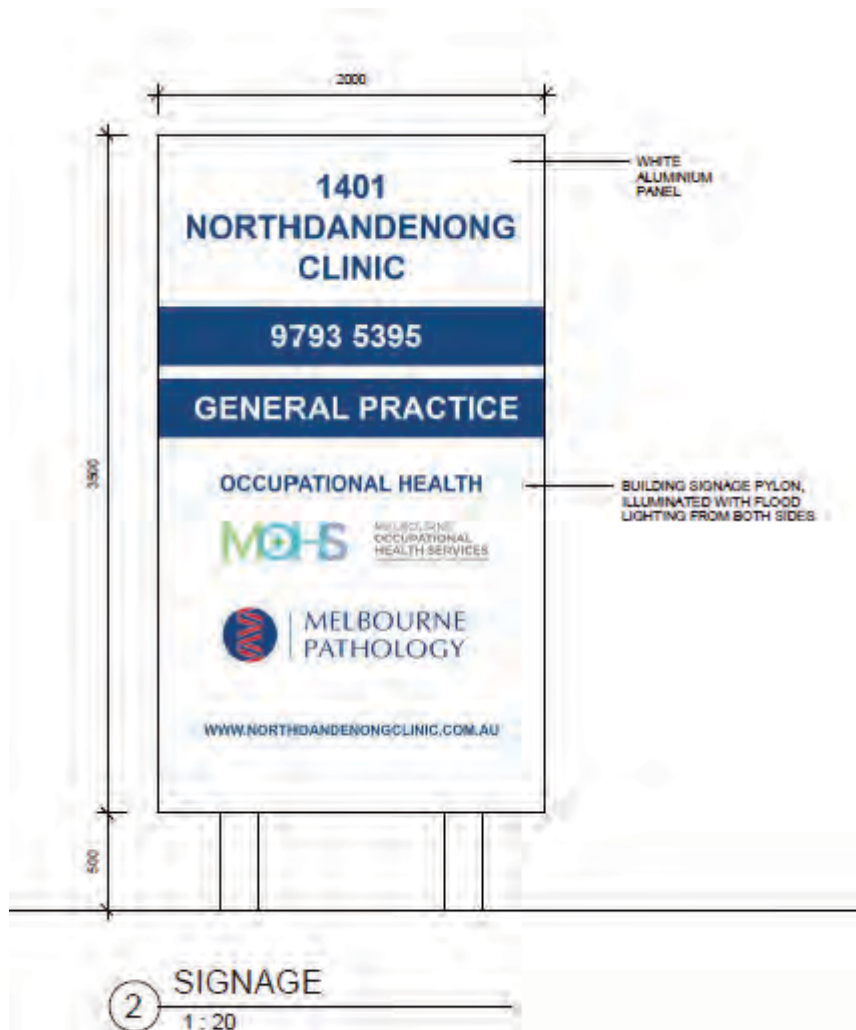 2000
WHITE
ALUMINIUM
PANEL
1401
NORTHDANDENONG
CLINIC
9793 5395
GENERAL PRACTICE
3500
OCCUPATIONAL HEALTH
BUILDING SIGNAGE PYLON,
ILLUMINATED WITH FLOOD
LIGHTING FROM BOTH SIDES
MOHS
MELBOURNE
OCCUPATIONAL
HEALTH SERVICES
MELBOURNE
PATHOLOGY
WWW.NORTHDANDENONGCLINIC.COM.AU
500
2
SIGNAGE
1 : 20